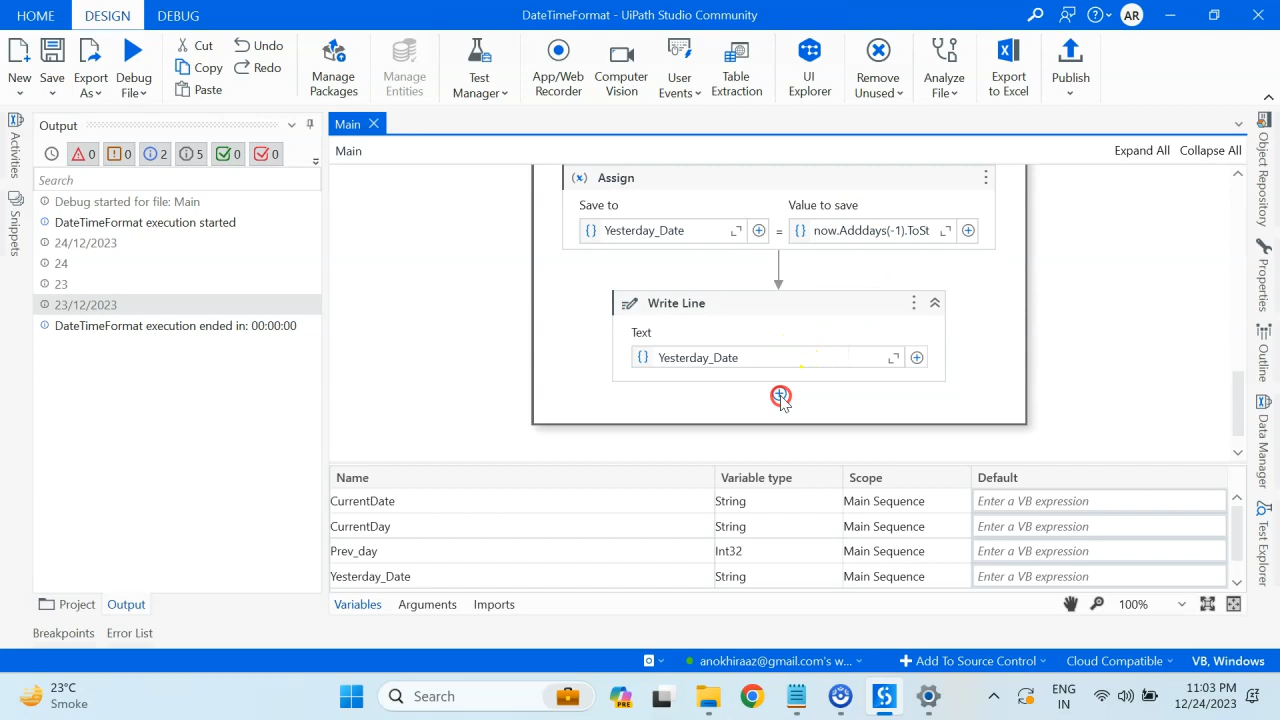 HOME DESIGN DEBUG DateTimeFormat - UiPath Studio Community AR
New Save Export As Debug File Cut Copy Paste Undo Redo Manage Packages Manage Entities Test Manager App/Web Recorder Computer Vision User Events Table Extraction UI Explorer Remove Unused Analyze File Export to Excel Publish
Output
0 0 2 5 0 0
Search
Debug started for file: Main
DateTimeFormat execution started
24/12/2023
24
23
23/12/2023
DateTimeFormat execution ended in: 00:00:00
Project Output
Breakpoints Error List
Activities
Snippets
Main
Main Expand All Collapse All
(x) Assign
Save to Value to save
Yesterday_Date = now.Adddays(-1).ToSt
Write Line
Text
Yesterday_Date
Name Variable type Scope Default
CurrentDate String Main Sequence Enter a VB expression
CurrentDay String Main Sequence Enter a VB expression
Prev_day Int32 Main Sequence Enter a VB expression
Yesterday_Date String Main Sequence Enter a VB expression
Variables Arguments Imports 100%
Object Repository
Properties
Outline
Data Manager
Test Explorer
anokhiraaz@gmail.com's w... Add To Source Control Cloud Compatible VB, Windows
23°C
Smoke
Search
PRE
ENG
IN
11:03 PM
12/24/2023